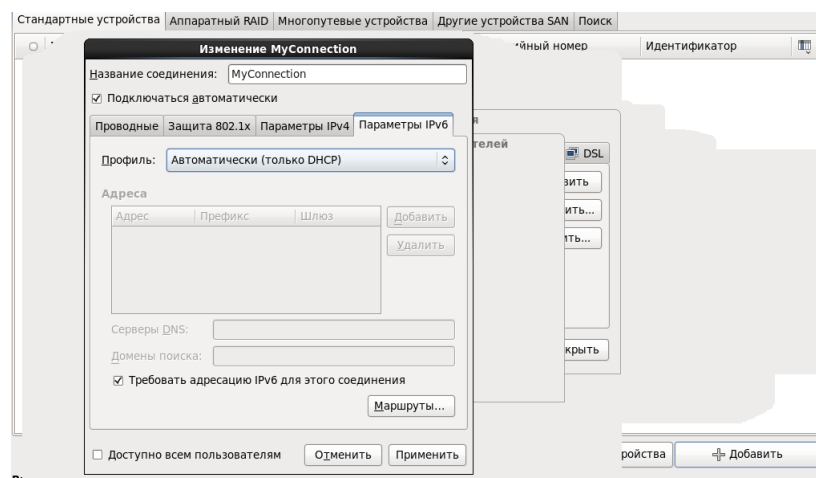 Стандартные устройства Аппаратный RAID Многопутевые устройства Другие устройства SAN Поиск
Изменение MyConnection
номер Идентификатор
Название соединения: MyConnection
Подключаться автоматически
Проводные Защита 802.1x Параметры IPv4 Параметры IPv6
Профиль: Автоматически (только DHCP)
DSL
Адреса
Адрес Префикс Шлюз Добавить
Удалить
Серверы DNS:
Домены поиска:
Требовать адресацию IPv6 для этого соединения
Маршруты...
Доступно всем пользователям Отменить Применить
Добавить